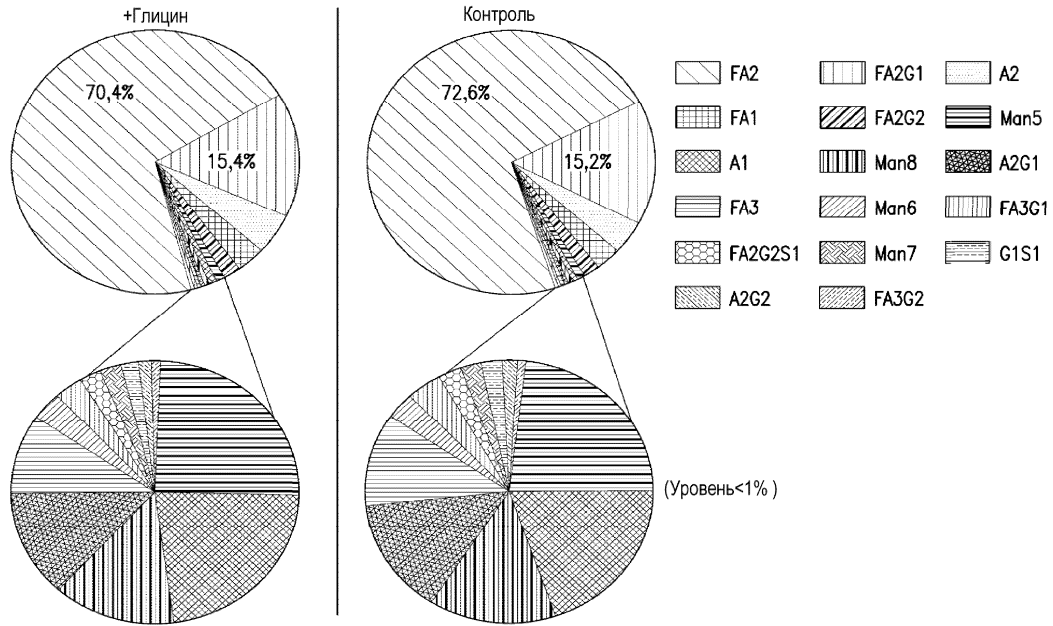 +Глицин
Контроль
70,4%
15,4%
72,6%
15,2%
FA2
FA2G1
A2
FA1
FA2G2
Man5
A1
Man8
A2G1
FA3
Man6
FA3G1
FA2G2S1
Man7
G1S1
A2G2
FA3G2
(Уровень<1% )